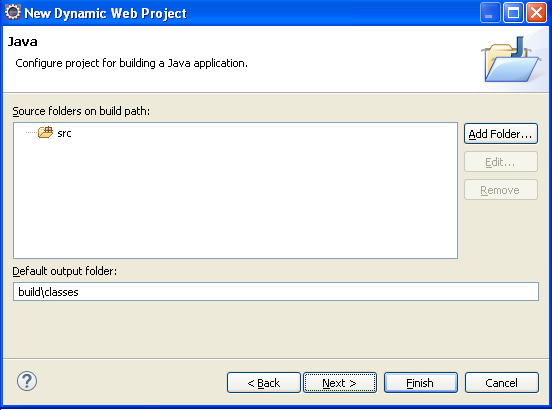 New Dynamic Web Project
Java
Configure project for building a Java application.
Source folders on build path:
src
Add Folder...
Edit...
Remove
Default output folder:
build\classes
?
< Back
Next >
Finish
Cancel